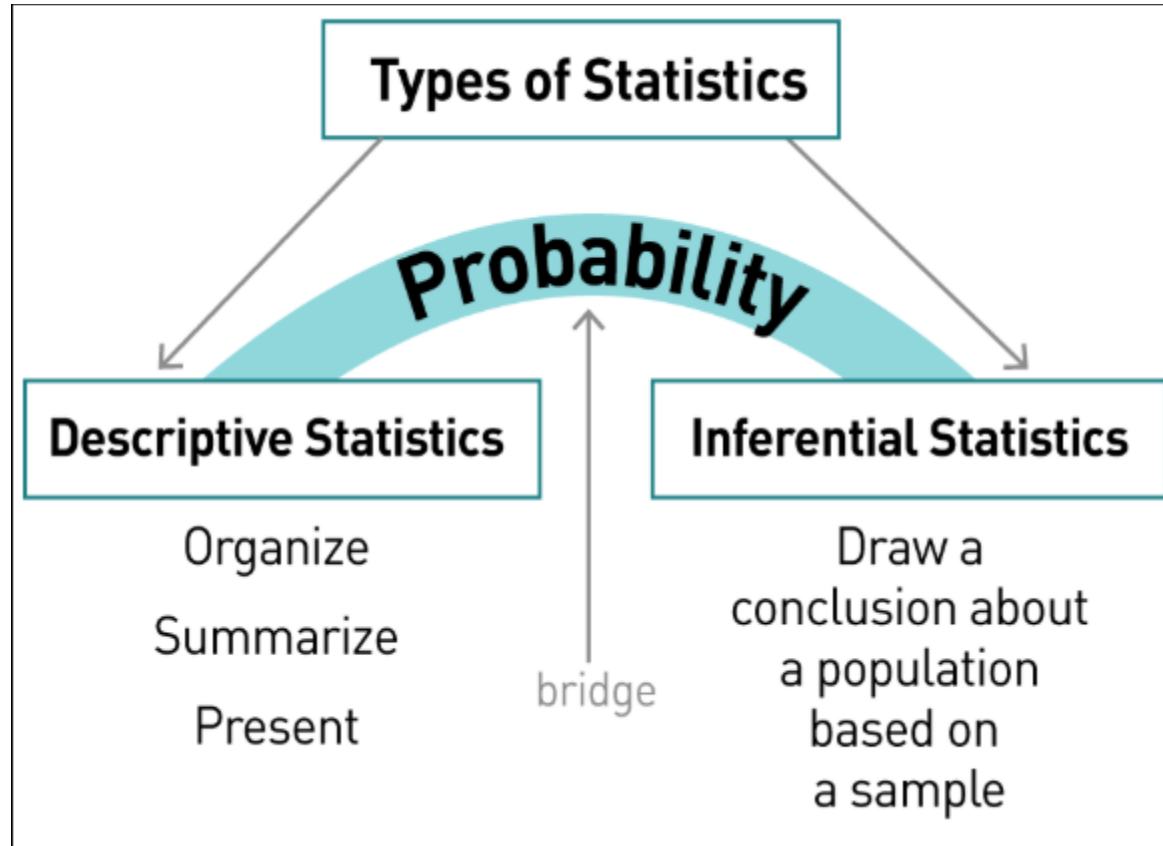 Types of Statistics
Probability
Descriptive Statistics
Organize
Summarize
Present
bridge
Inferential Statistics
Draw a
conclusion about
a population
based on
a sample